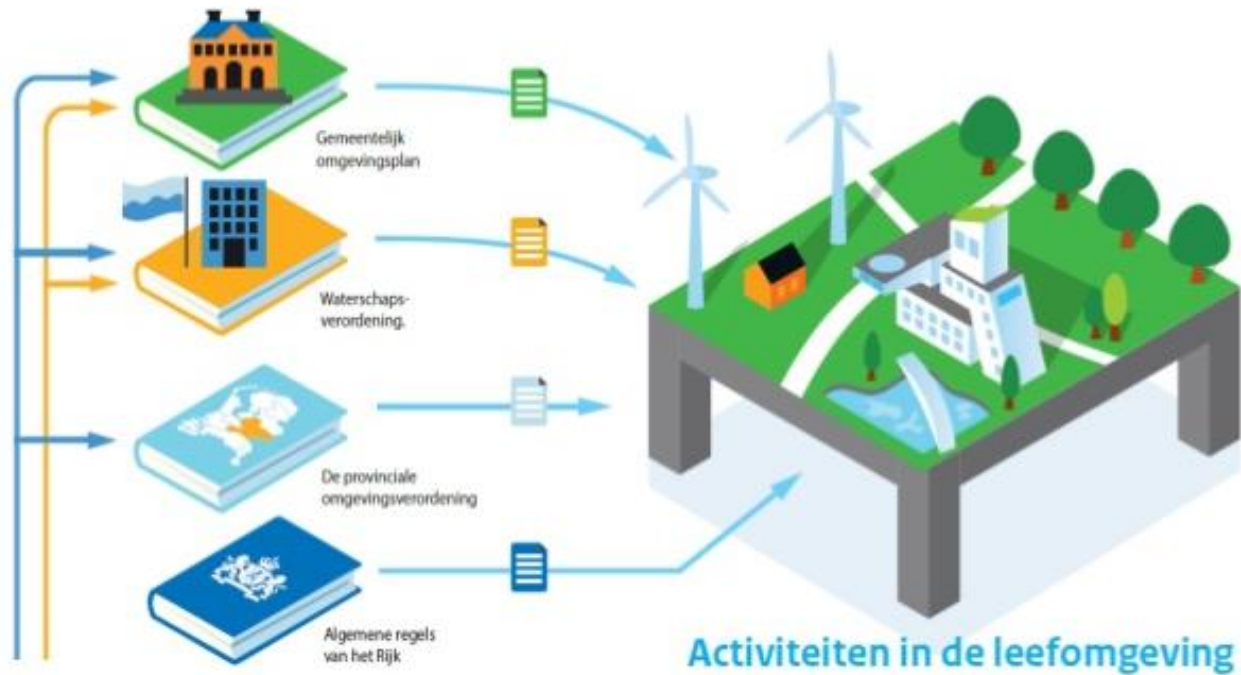 Gemeentelijk
omgevingsplan
Waterschaps-
verordening.
De provinciale
omgevingsverordening
Algemene regels
van het Rijk
Activiteiten in de leefomgeving